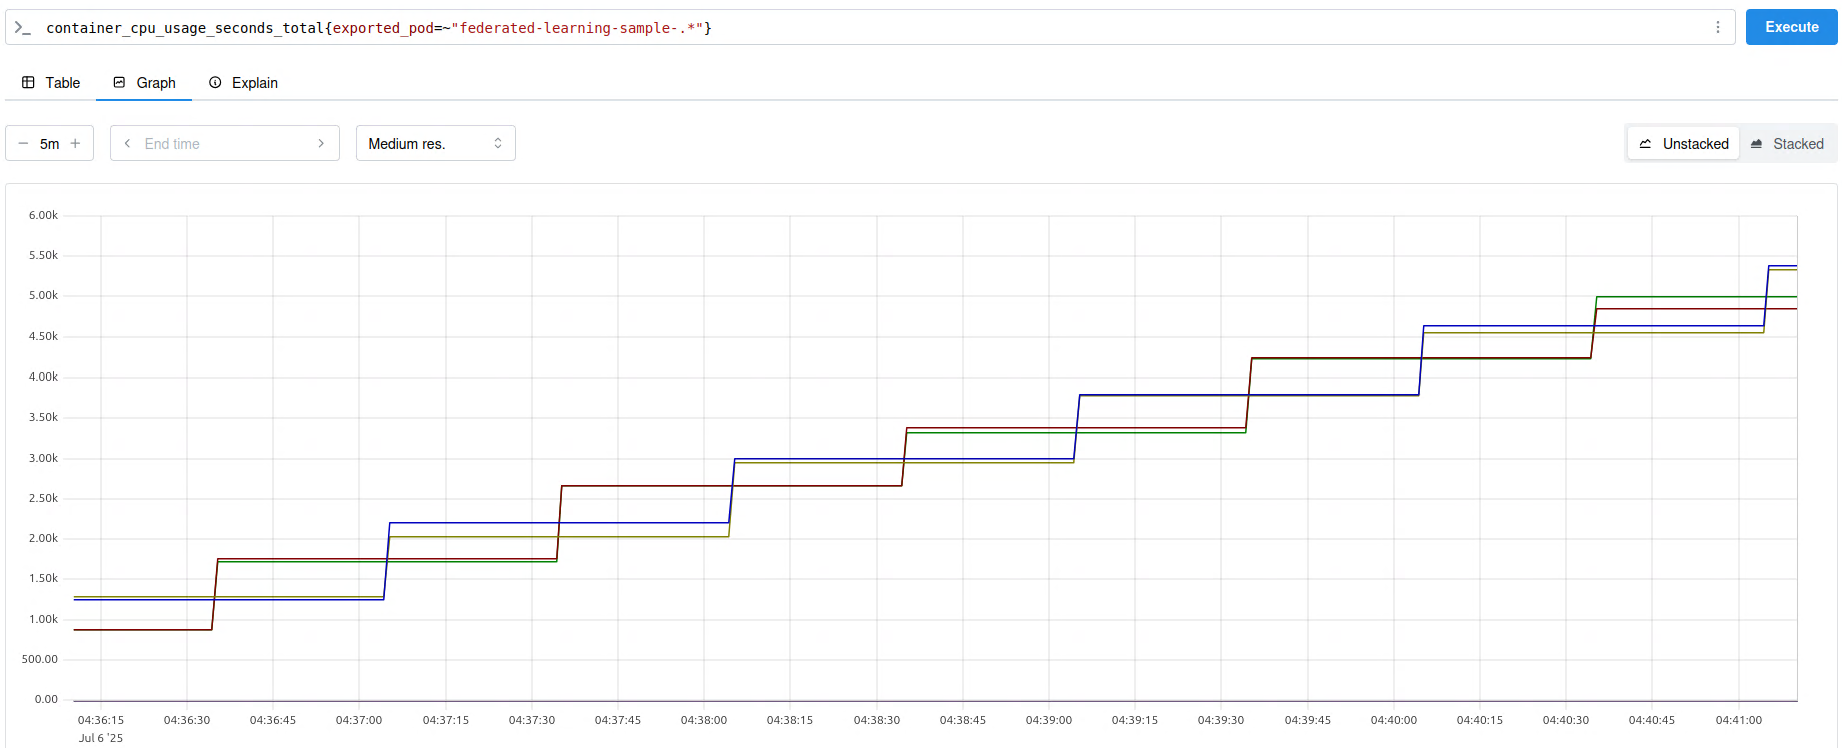 >_ container_cpu_usage_seconds_total{exported_pod=~"federated-learning-sample-.*"}
Execute
Table Graph Explain
− 5m + < End time > Medium res.
Unstacked Stacked
6.00k
5.50k
5.00k
4.50k
4.00k
3.50k
3.00k
2.50k
2.00k
1.50k
1.00k
500.00
0.00
04:36:15 04:36:30 04:36:45 04:37:00 04:37:15 04:37:30 04:37:45 04:38:00 04:38:15 04:38:30 04:38:45 04:39:00 04:39:15 04:39:30 04:39:45 04:40:00 04:40:15 04:40:30 04:40:45 04:41:00
Jul 6 '25